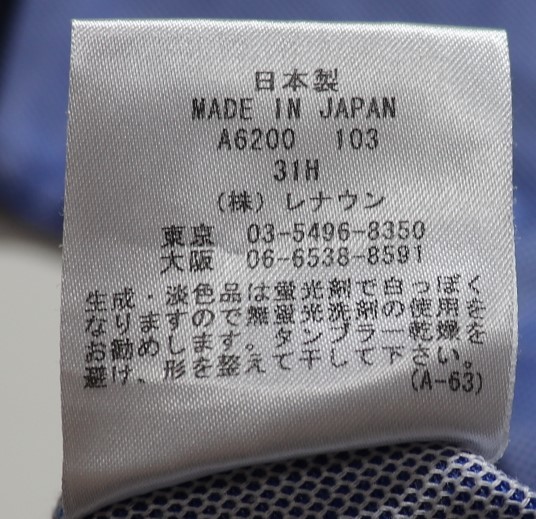 日本製
MADE IN JAPAN
A6200 103
31H
(株) レナウン
東京 03-5496-8350
大阪 06-6538-8591
生成・淡色品は螢光剤で白っぽく
なりますので無螢光洗剤の使用を
お勧めします。タンブラー乾燥を
避け、形を整えて干して下さい。
(A-63)